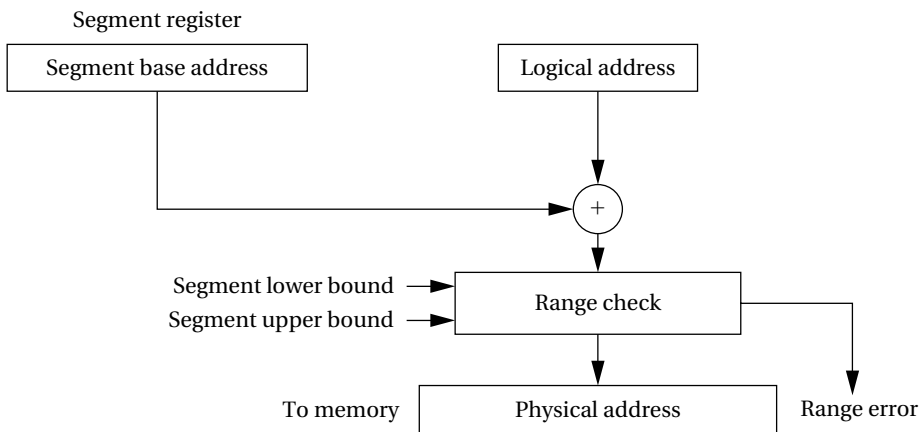 Segment register
Segment base address
Logical address
+
Segment lower bound
Segment upper bound
Range check
To memory
Physical address
Range error